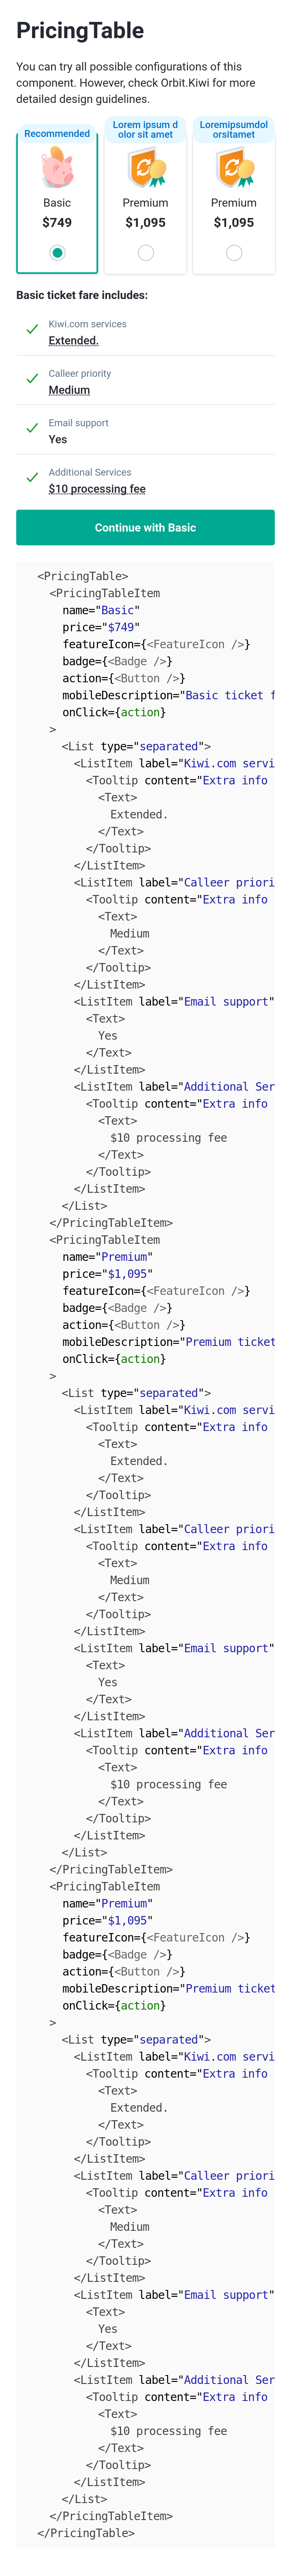 PricingTable
You can try all possible configurations of this
component. However, check Orbit.Kiwi for more
detailed design guidelines.
Recommended
Lorem ipsum d
olor sit amet
Loremipsumdol
orsitamet
Basic
Premium
Premium
$749
$1,095
$1,095
Basic ticket fare includes:
Kiwi.com services
Extended.
Calleer priority
Medium
Email support
Yes
Additional Services
$10 processing fee
Continue with Basic
<PricingTable>
<PricingTableItem
name="Basic"
price="$749"
featureIcon={<FeatureIcon />}
badge={<Badge />}
action={<Button />}
mobileDescription="Basic ticket f
onClick={action}
>
<List type="separated">
<ListItem label="Kiwi.com servi
<Tooltip content="Extra info
<Text>
Extended.
</Text>
</Tooltip>
</ListItem>
<ListItem label="Calleer priori
<Tooltip content="Extra info
<Text>
Medium
</Text>
</Tooltip>
</ListItem>
<ListItem label="Email support"
<Text>
Yes
</Text>
</ListItem>
<ListItem label="Additional Ser
<Tooltip content="Extra info
<Text>
$10 processing fee
</Text>
</Tooltip>
</ListItem>
</List>
</PricingTableItem>
<PricingTableItem
name="Premium"
price="$1,095"
featureIcon={<FeatureIcon />}
badge={<Badge />}
action={<Button />}
mobileDescription="Premium ticket
onClick={action}
>
<List type="separated">
<ListItem label="Kiwi.com servi
<Tooltip content="Extra info
<Text>
Extended.
</Text>
</Tooltip>
</ListItem>
<ListItem label="Calleer priori
<Tooltip content="Extra info
<Text>
Medium
</Text>
</Tooltip>
</ListItem>
<ListItem label="Email support"
<Text>
Yes
</Text>
</ListItem>
<ListItem label="Additional Ser
<Tooltip content="Extra info
<Text>
$10 processing fee
</Text>
</Tooltip>
</ListItem>
</List>
</PricingTableItem>
<PricingTableItem
name="Premium"
price="$1,095"
featureIcon={<FeatureIcon />}
badge={<Badge />}
action={<Button />}
mobileDescription="Premium ticket
onClick={action}
>
<List type="separated">
<ListItem label="Kiwi.com servi
<Tooltip content="Extra info
<Text>
Extended.
</Text>
</Tooltip>
</ListItem>
<ListItem label="Calleer priori
<Tooltip content="Extra info
<Text>
Medium
</Text>
</Tooltip>
</ListItem>
<ListItem label="Email support"
<Text>
Yes
</Text>
</ListItem>
<ListItem label="Additional Ser
<Tooltip content="Extra info
<Text>
$10 processing fee
</Text>
</Tooltip>
</ListItem>
</List>
</PricingTableItem>
</PricingTable>